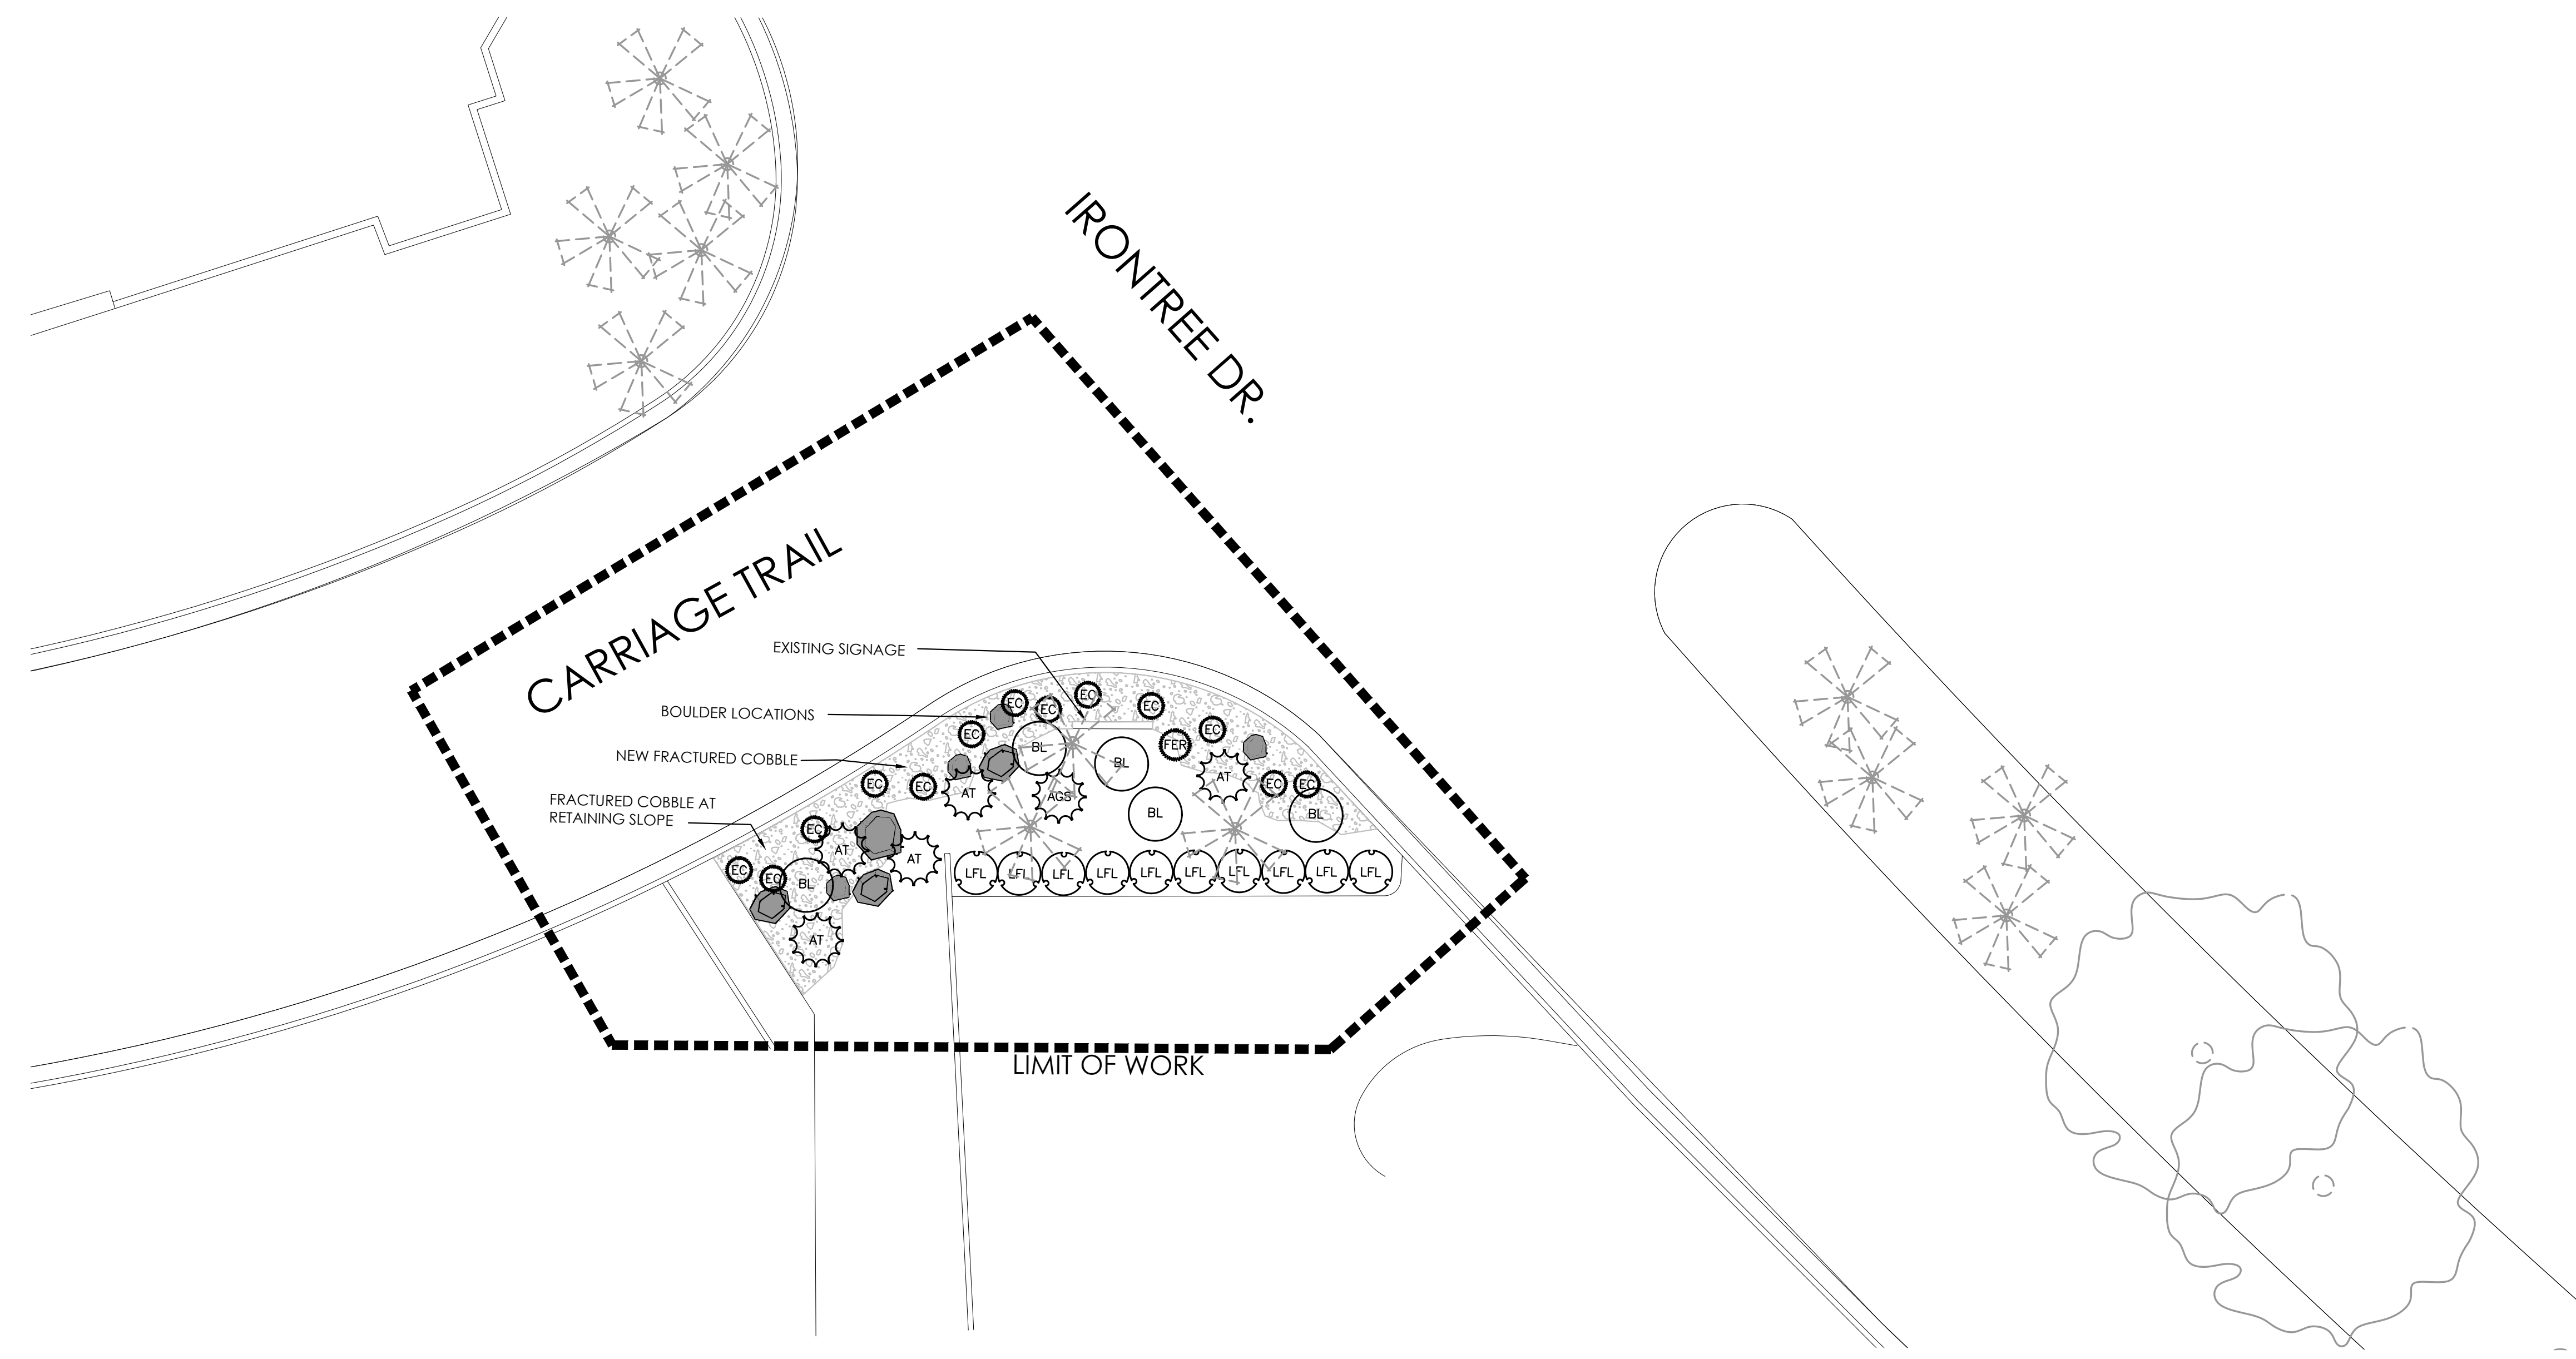 IRONTREE DR.
CARRIAGE TRAIL
EXISTING SIGNAGE
BOULDER LOCATIONS
NEW FRACTURED COBBLE
FRACTURED COBBLE AT
RETAINING SLOPE
EC
EC
EC
EC
EC
EC
BL
BL
FER
EC
EC
EC
AT
AGS
AT
EC
EC
BL
BL
EC
AT
AT
EC
EC
BL
LFL
LFL
LFL
LFL
LFL
LFL
LFL
LFL
LFL
LFL
AT
LIMIT OF WORK